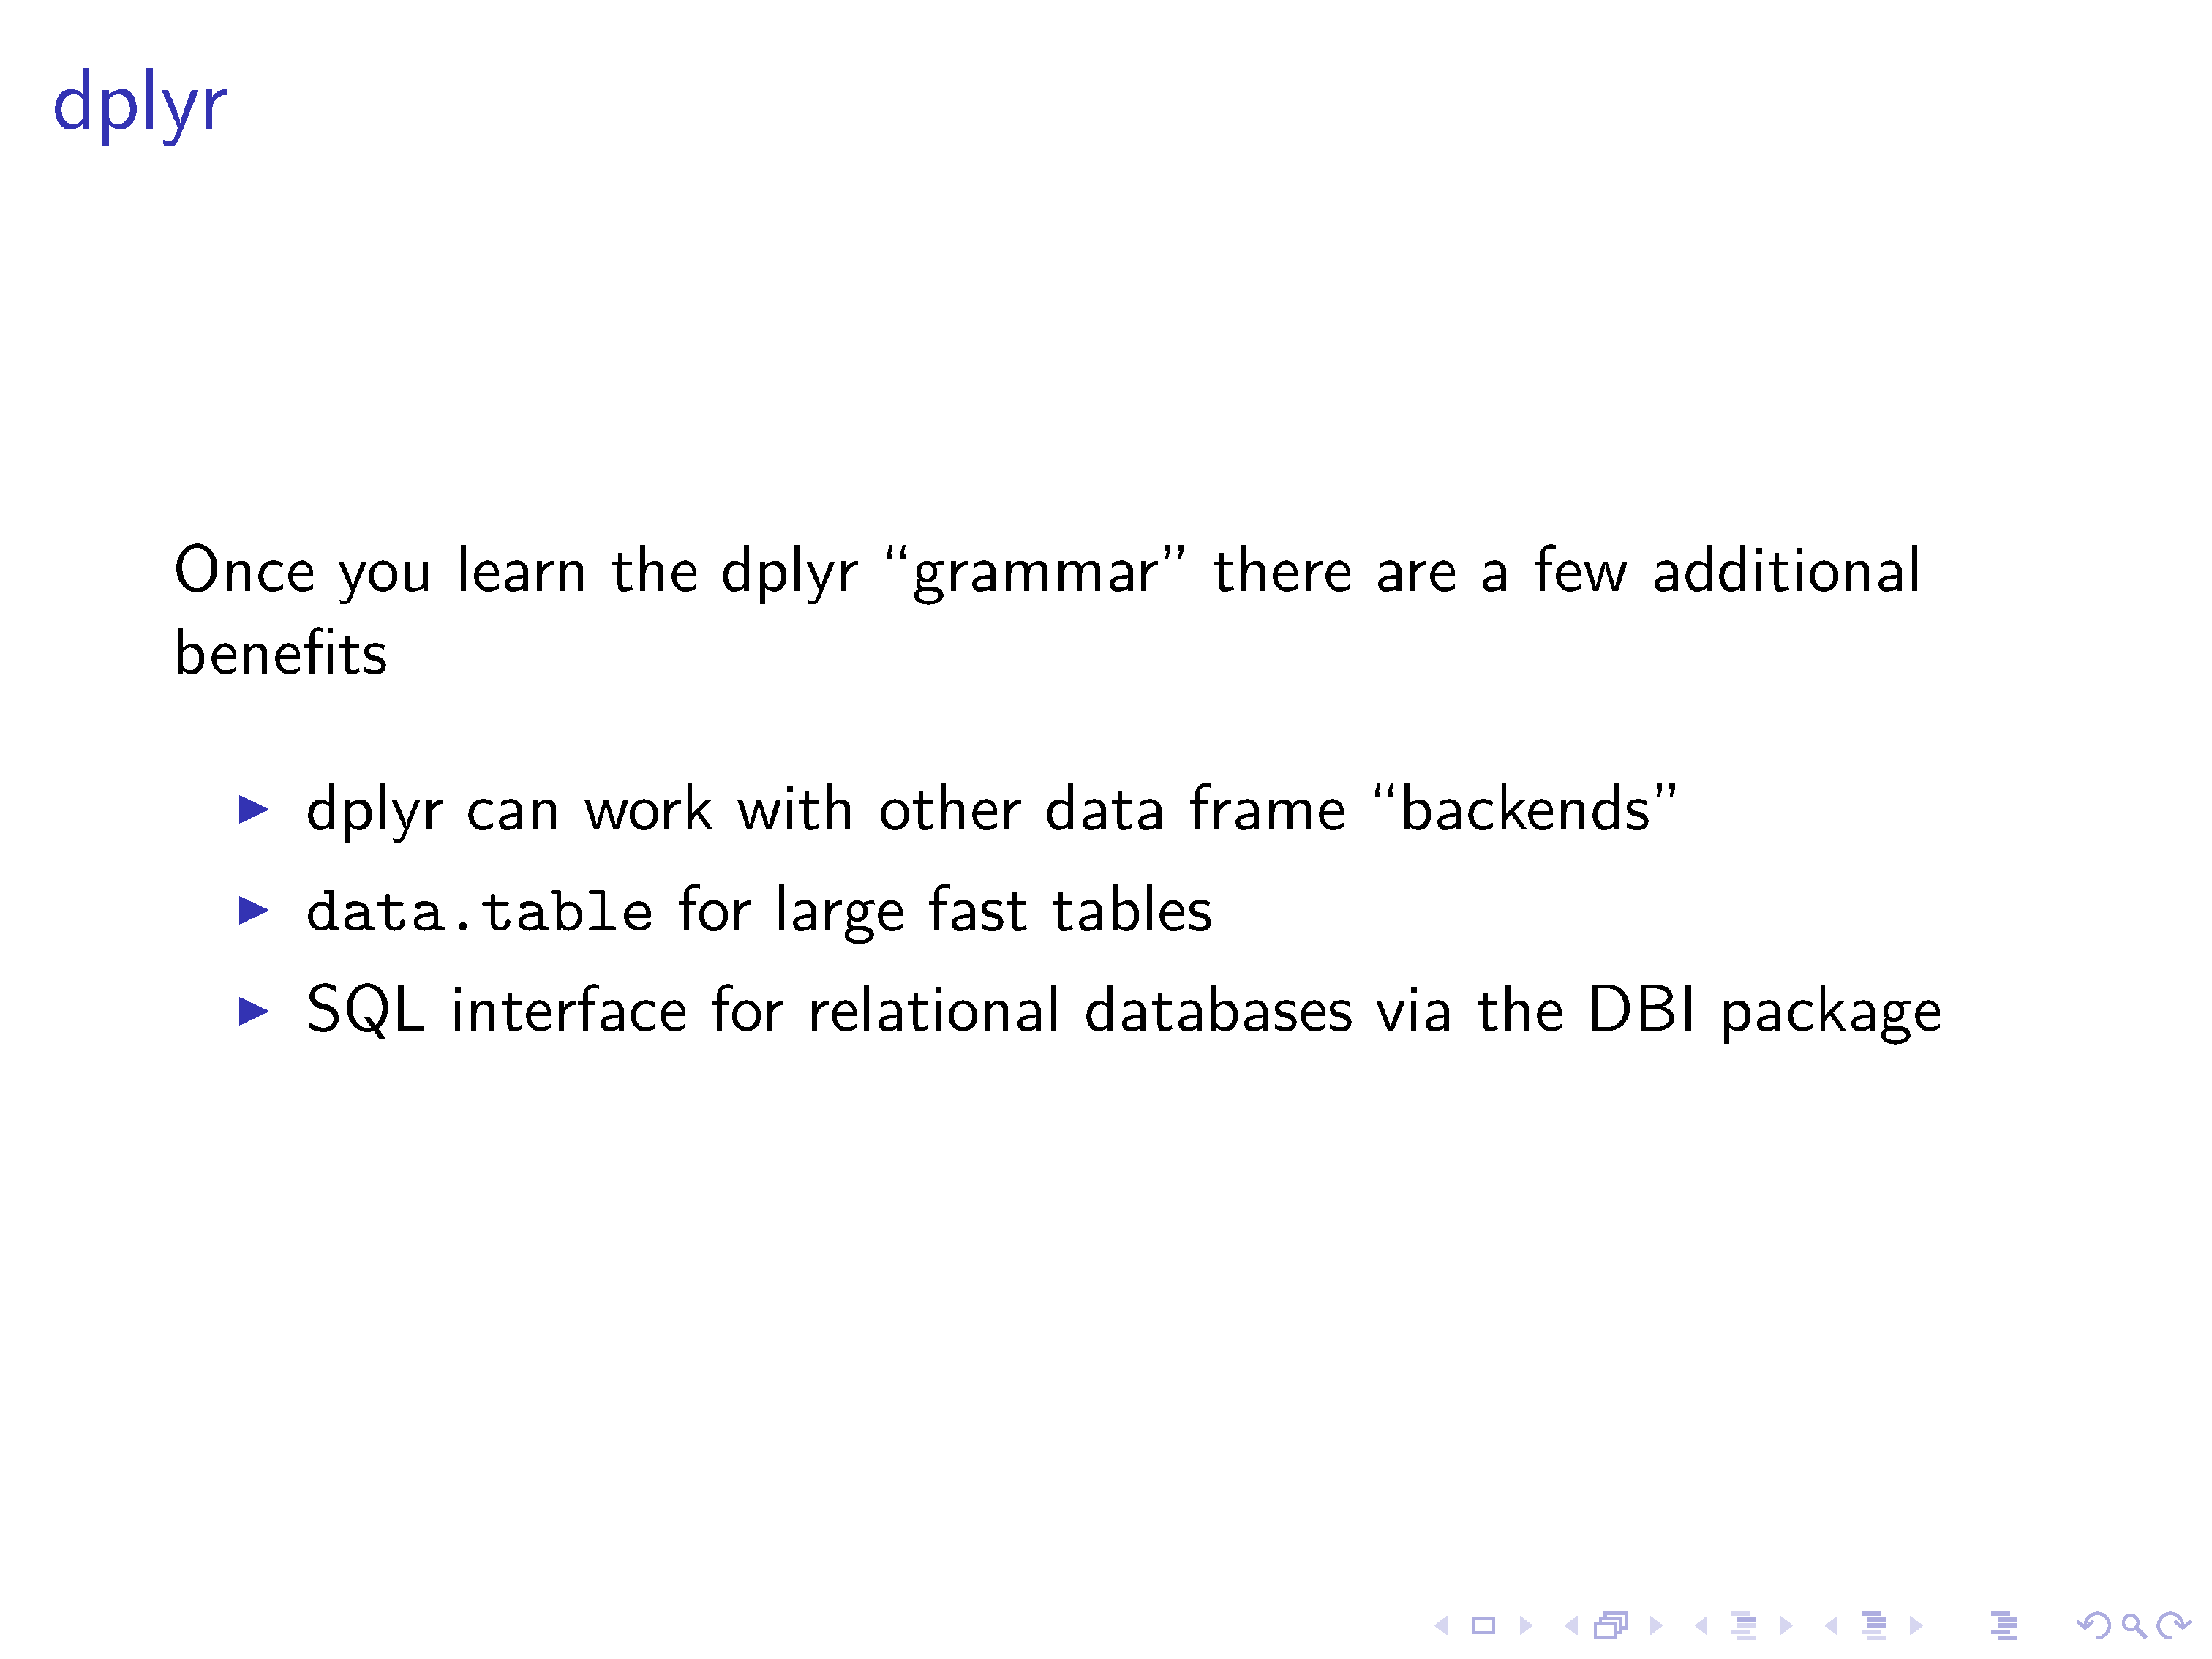 dplyr
Once you learn the dplyr “grammar” there are a few additional
benefits
dplyr can work with other data frame “backends”
data.table for large fast tables
SQL interface for relational databases via the DBI package